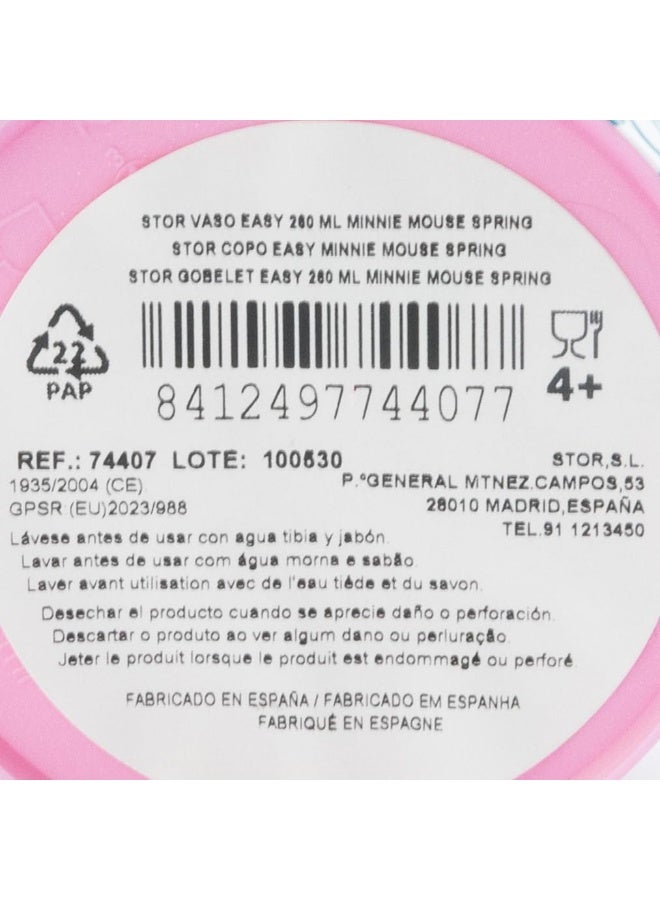 STOR VASO EASY 260 ML MINNIE MOUSE SPRING
STOR COPO EASY MINNIE MOUSE SPRING
STOR GOBELET EASY 260 ML MINNIE MOUSE SPRING
22
PAP
8412497744077
4+
REF.: 74407 LOTE: 100530
1935/2004 (CE)
GPSR (EU)2023/988
STOR,S.L.
P.ºGENERAL MTNEZ.CAMPOS,53
28010 MADRID,ESPAÑA
TEL.91 1213450
Lávese antes de usar con agua tibia y jabón.
Lavar antes de usar com água morna e sabão.
Laver avant utilisation avec de l'eau tiéde et du savon.
Desechar el producto cuando se aprecie daño o perforación.
Descartar o produto ao ver algum dano ou perluração.
Jeter le produit lorsque le produit est endommagé ou perforé.
FABRICADO EN ESPAÑA / FABRICADO EM ESPANHA
FABRIQUÉ EN ESPAGNE